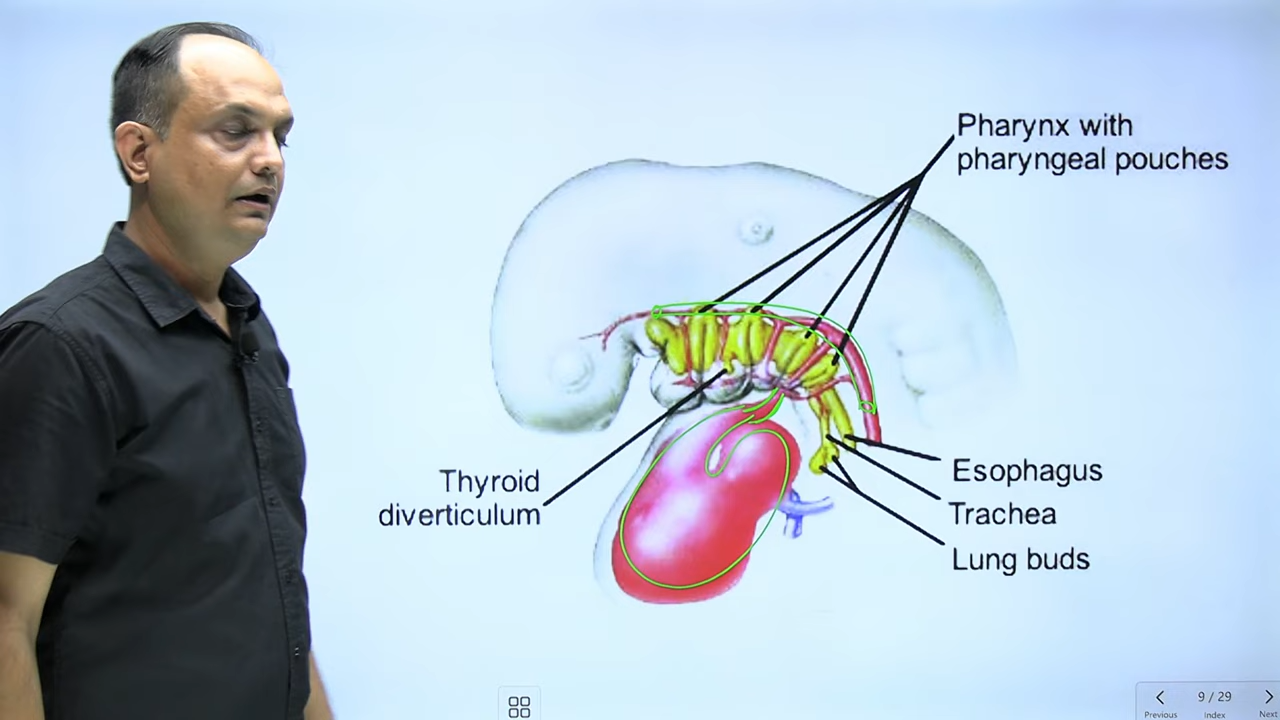 Pharynx with
pharyngeal pouches
Thyroid
diverticulum
Esophagus
Trachea
Lung buds
9 / 29
Previous
Index
Next